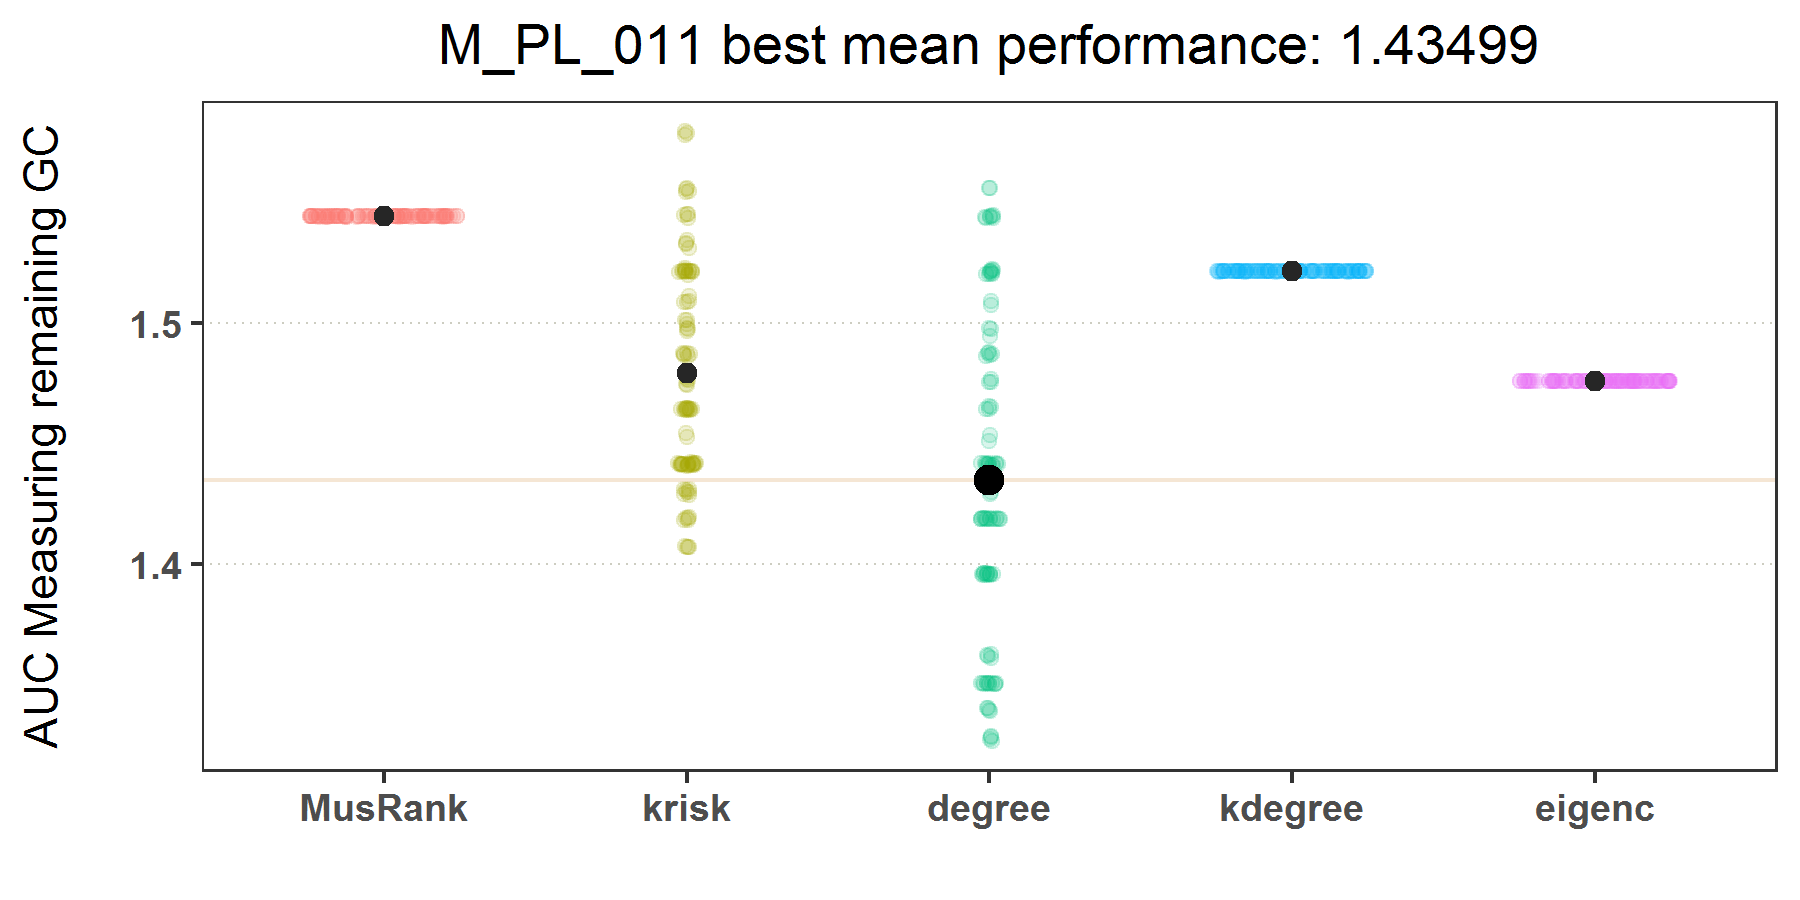 M_PL_011 best mean performance: 1.43499
AUC Measuring remaining GC
1.5
1.4
MusRank
krisk
degree
kdegree
eigenc